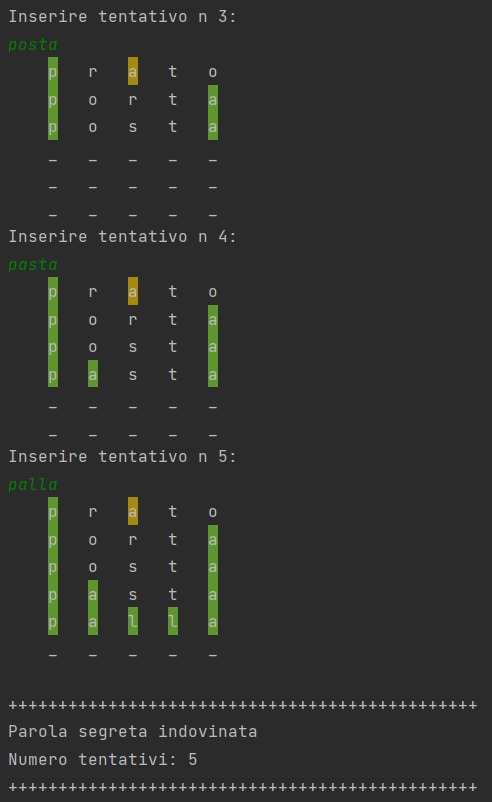 Inserire tentativo n 3:
posta
p r a t o
p o r t a
p o s t a
_ _ _ _ _
_ _ _ _ _
_ _ _ _ _
Inserire tentativo n 4:
pasta
p r a t o
p o r t a
p o s t a
p a s t a
_ _ _ _ _
_ _ _ _ _
Inserire tentativo n 5:
palla
p r a t o
p o r t a
p o s t a
p a s t a
p a l l a
_ _ _ _ _
+++++++++++++++++++++++++++++++++++++++++++++++
Parola segreta indovinata
Numero tentativi: 5
+++++++++++++++++++++++++++++++++++++++++++++++